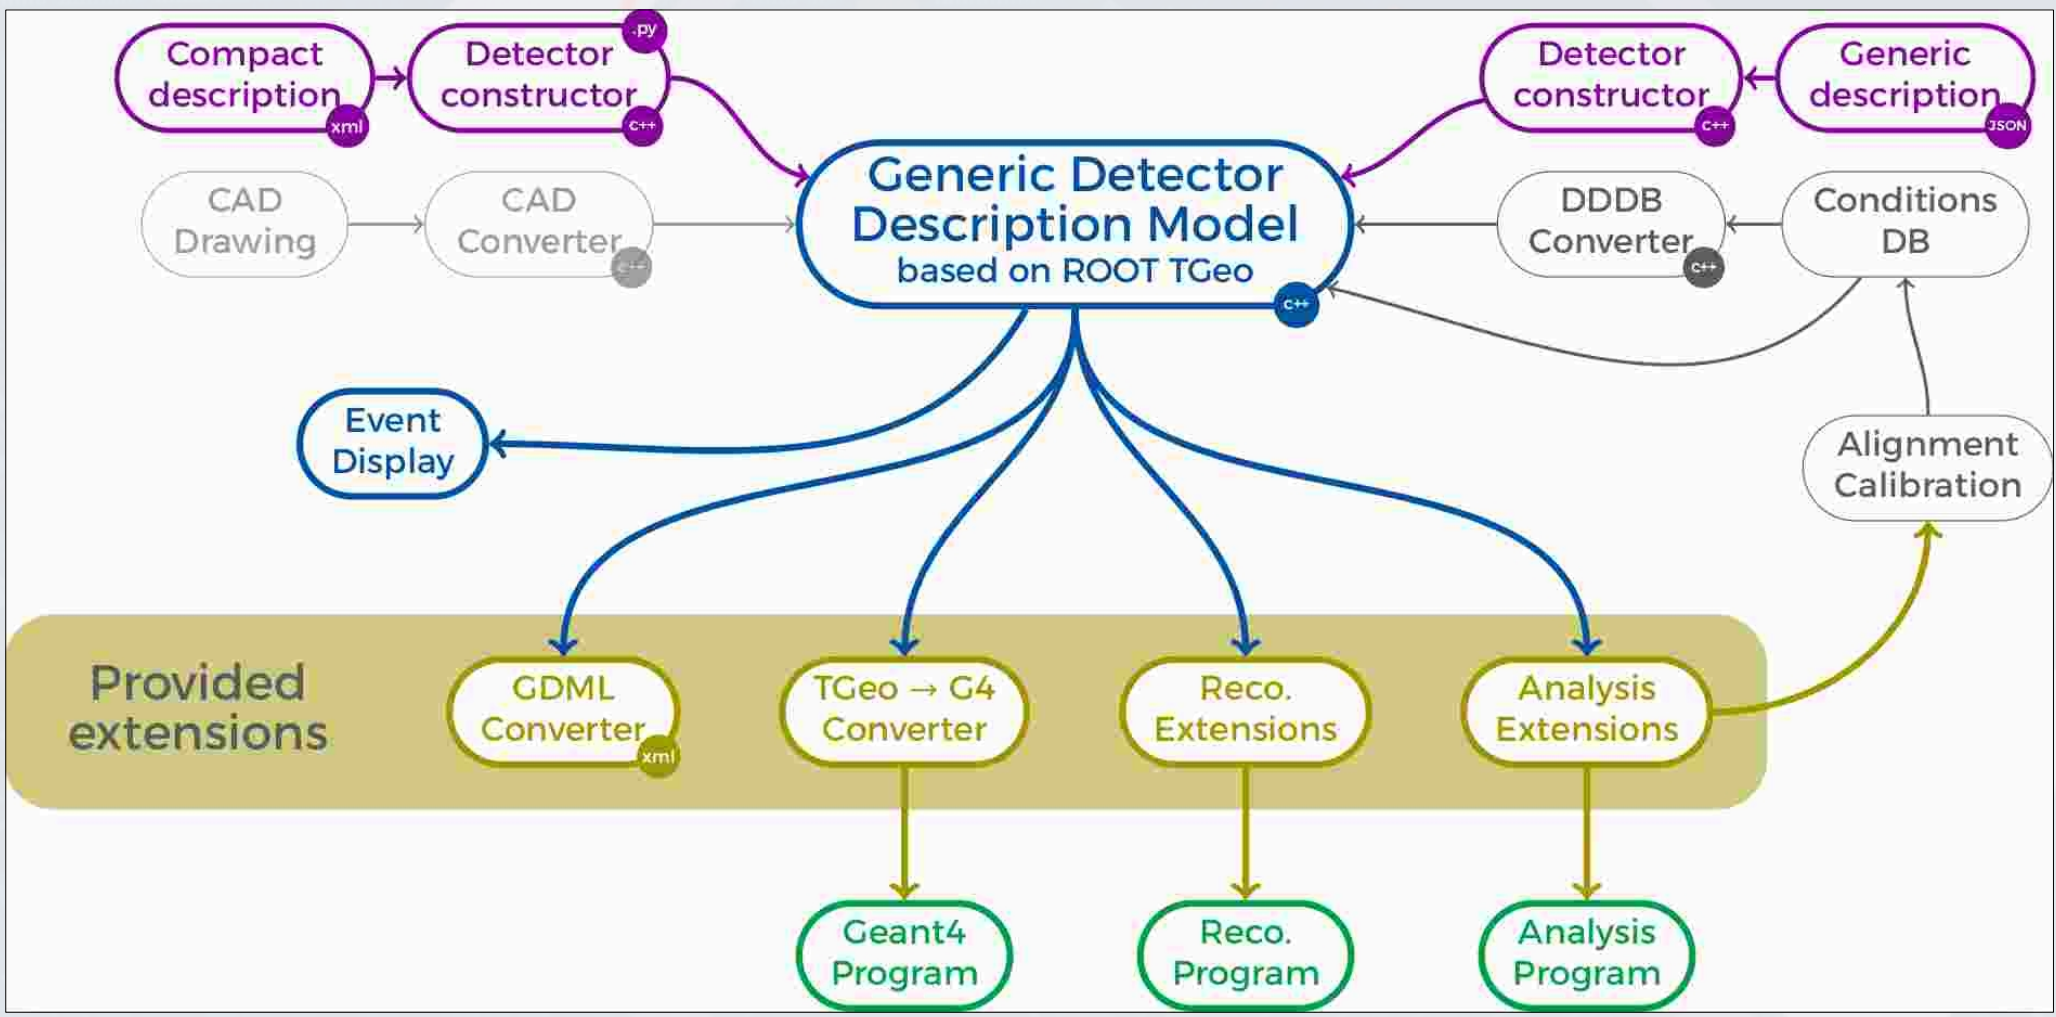 Compact
description
xml
Detector
constructor
.py
c++
Detector
constructor
c++
Generic
description
JSON
CAD
Drawing
CAD
Converter
c++
Generic Detector
Description Model
based on ROOT TGeo
c++
DDDB
Converter
c++
Conditions
DB
Event
Display
Alignment
Calibration
Provided
extensions
GDML
Converter
xml
TGeo → G4
Converter
Reco.
Extensions
Analysis
Extensions
Geant4
Program
Reco.
Program
Analysis
Program